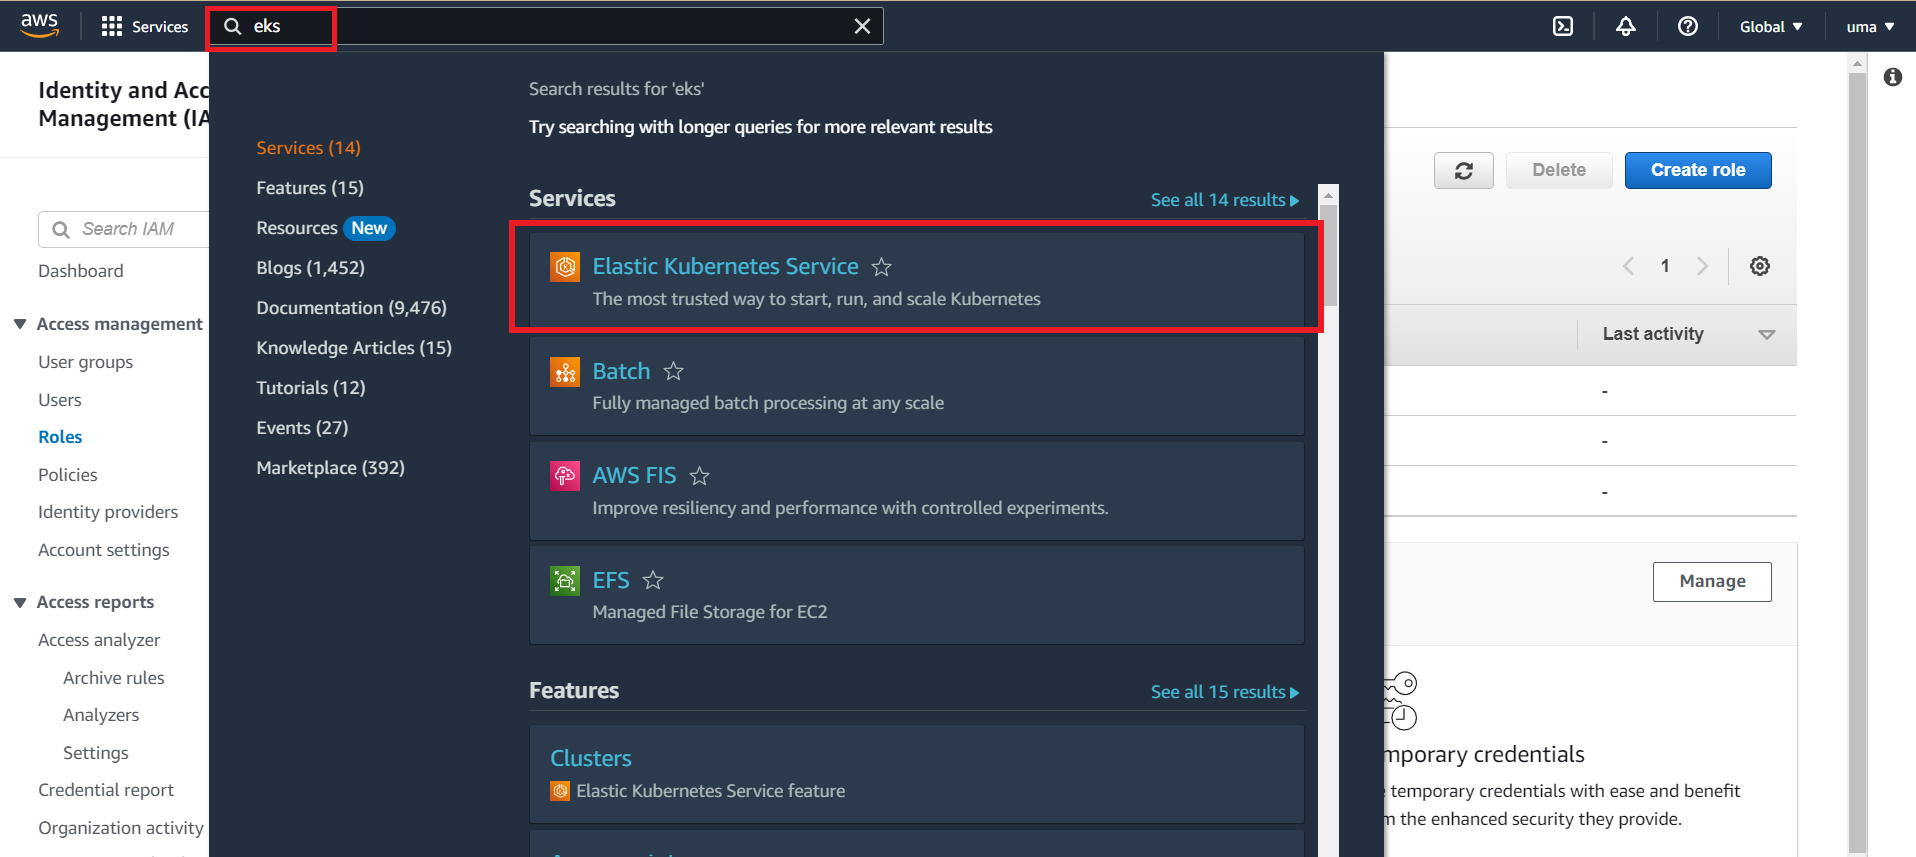 aws
Services
eks
Global ▼
uma ▼
Identity and Acc
Management (IA
Search IAM
Dashboard
Access management
User groups
Users
Roles
Policies
Identity providers
Account settings
Access reports
Access analyzer
Archive rules
Analyzers
Settings
Credential report
Organization activity
Services (14)
Features (15)
Resources New
Blogs (1,452)
Documentation (9,476)
Knowledge Articles (15)
Tutorials (12)
Events (27)
Marketplace (392)
Search results for 'eks'
Try searching with longer queries for more relevant results
Services
See all 14 results
Elastic Kubernetes Service
The most trusted way to start, run, and scale Kubernetes
Batch
Fully managed batch processing at any scale
AWS FIS
Improve resiliency and performance with controlled experiments.
EFS
Managed File Storage for EC2
Features
See all 15 results
Clusters
Elastic Kubernetes Service feature
Delete
Create role
1
Last activity
-
-
-
Manage
mporary credentials
temporary credentials with ease and benefit
m the enhanced security they provide.